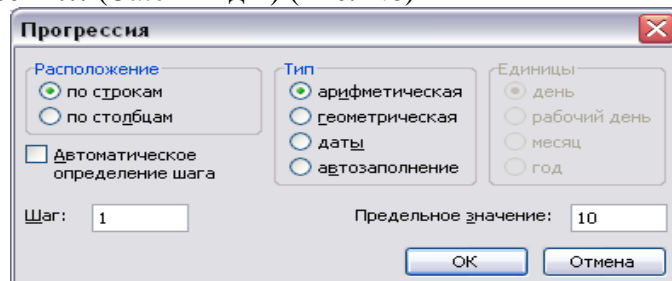 Прогрессия
Расположение
по строкам
по столбцам
Автоматическое
определение шага
Тип
арифметическая
геометрическая
даты
автозаполнение
Единицы
день
рабочий день
месяц
год
Шаг: 1
Предельное значение: 10
ОК
Отмена